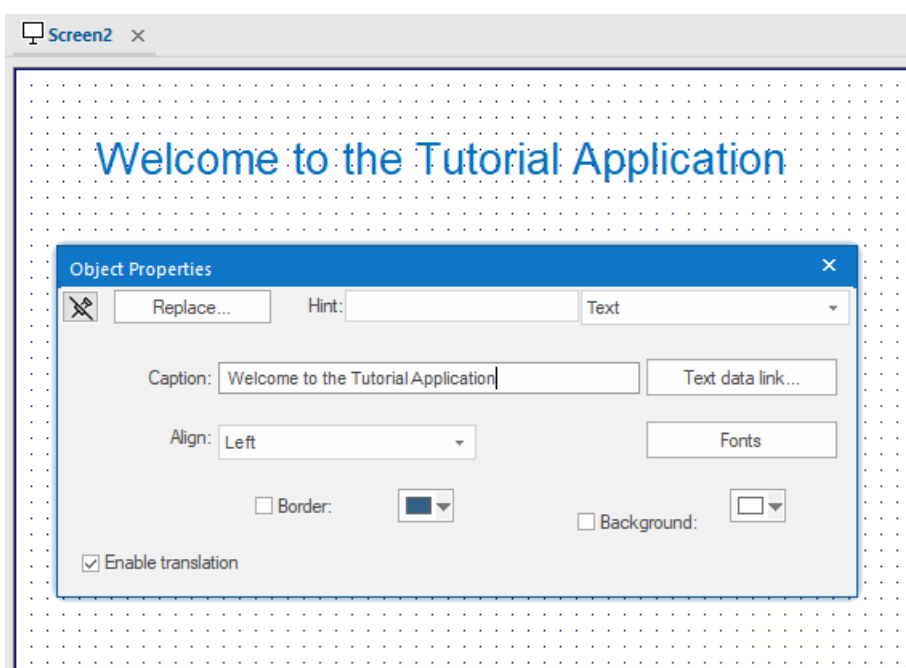 Screen2
Welcome to the Tutorial Application
Object Properties
Replace... Hint: Text
Caption: Welcome to the Tutorial Application Text data link...
Align: Left Fonts
Border: Background:
Enable translation